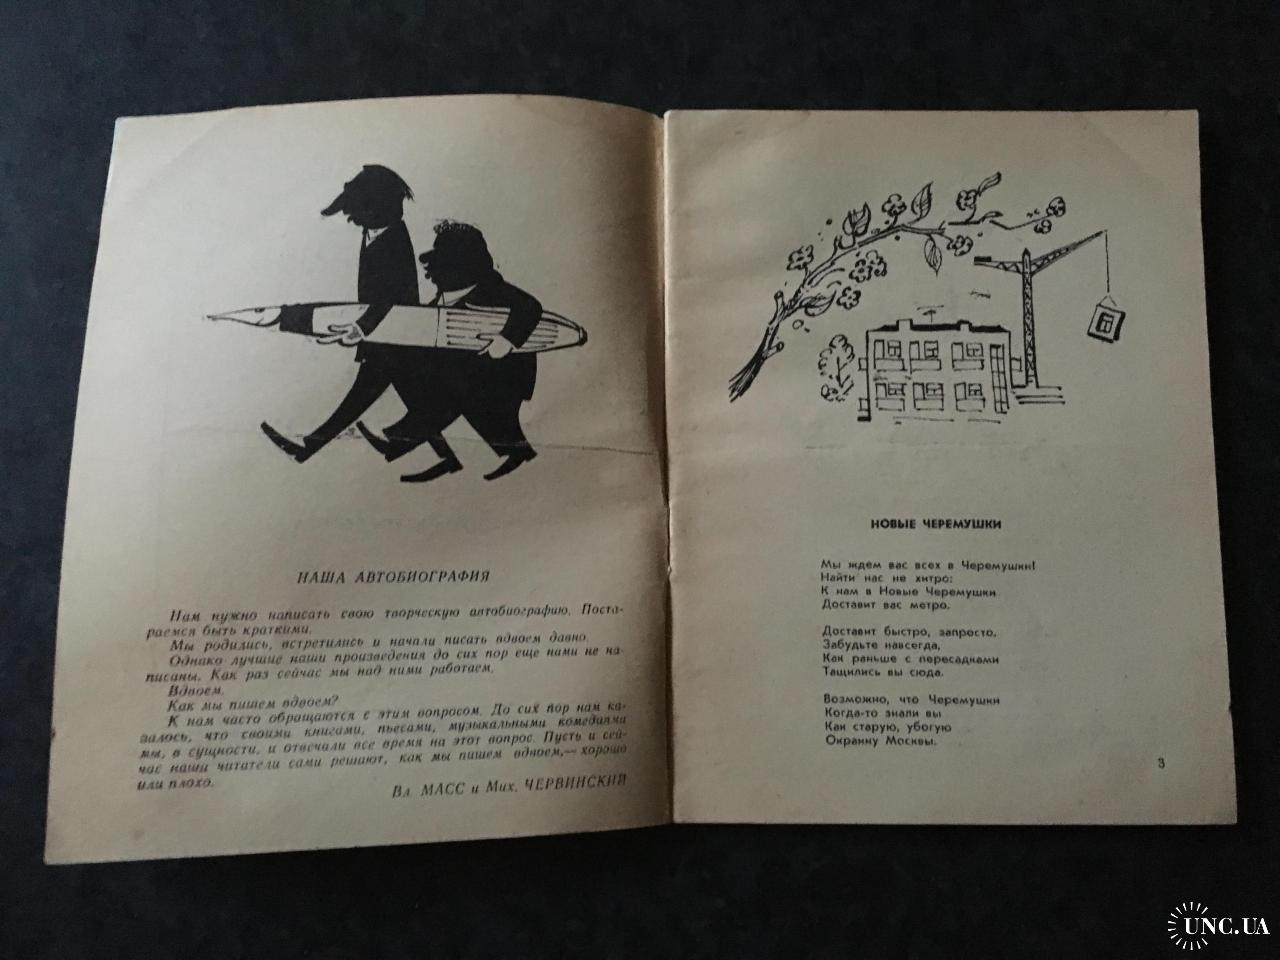 НАША АВТОБИОГРАФИЯ
Нам нужно написать свою творческую автобиографию. Поста-
раемся быть краткими.
Мы родились, встретились и начали писать вдвоем давно.
Однако лучшие наши произведения до сих пор еще нами не на-
писаны. Как раз сейчас мы над ними работаем.
Вдвоем.
Как мы пишем вдвоем?
К нам часто обращаются с этим вопросом. До сих пор нам ка-
залось, что своими книгами, пьесами, музыкальными комедиями
мы, в сущности, и отвечали все время на этот вопрос. Пусть и сей-
час наши читатели сами решают, как мы пишем вдвоем,— хорошо
или плохо.
Вл. МАСС и Мих. ЧЕРВИНСКИЙ
НОВЫЕ ЧЕРЕМУШКИ
Мы ждем вас всех в Черемушки!
Найти нас не хитро:
К нам в Новые Черемушки
Доставит вас метро.
Доставит быстро, запросто,
Забудьте навсегда,
Как раньше с пересадками
Тащились вы сюда.
Возможно, что Черемушки
Когда-то знали вы
Как старую, убогую
Окраину Москвы.
3
UNC.UA